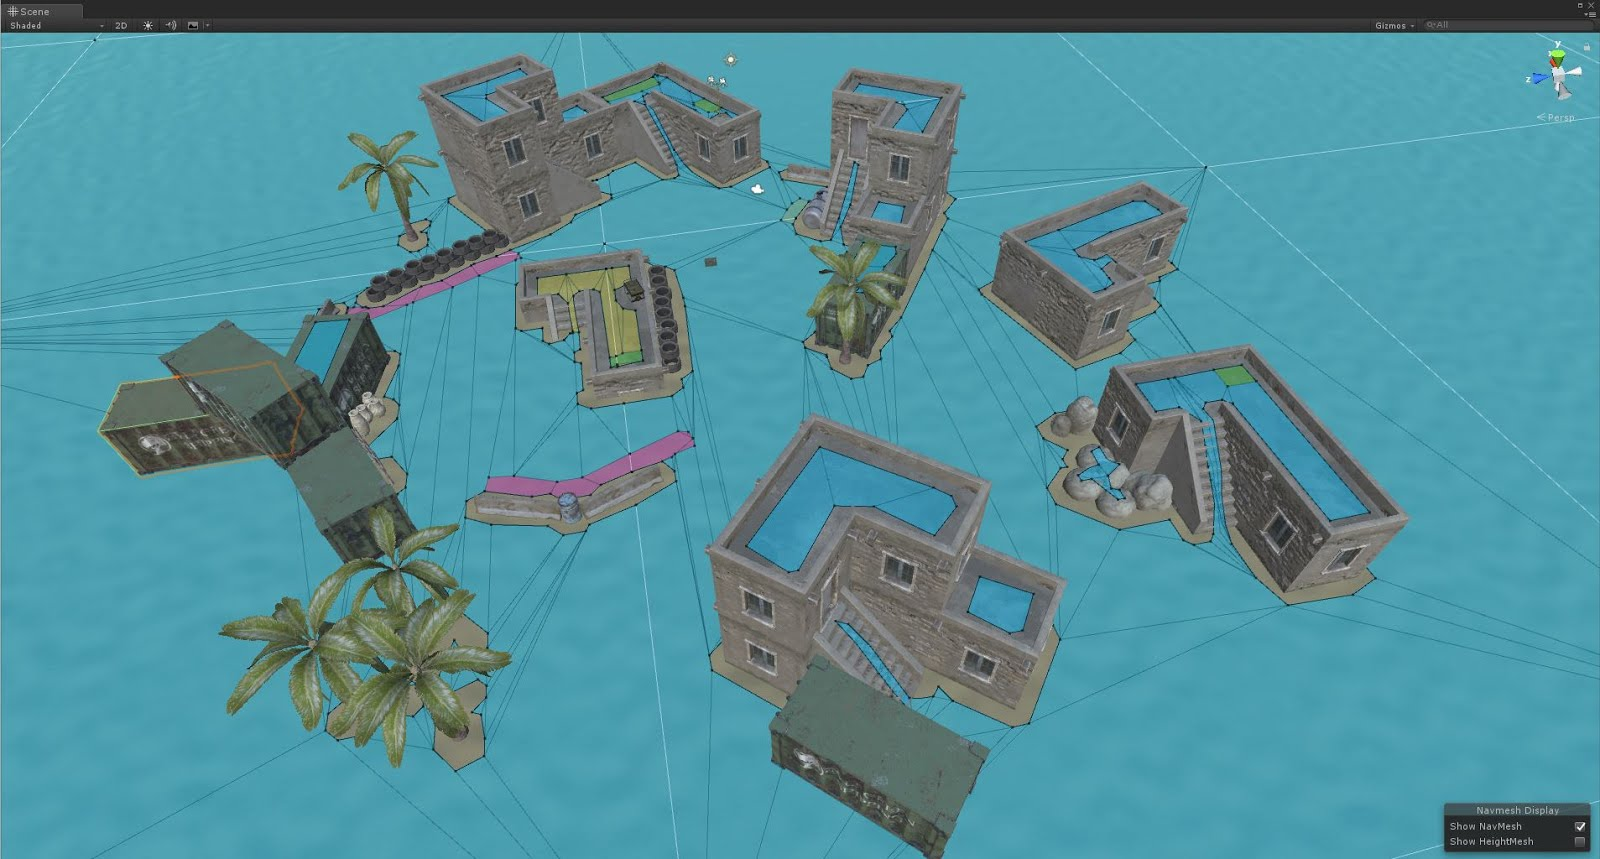 Scene
Shaded
2D
Gizmos
All
y
z
Persp
Navmesh Display
Show NavMesh
Show HeightMesh